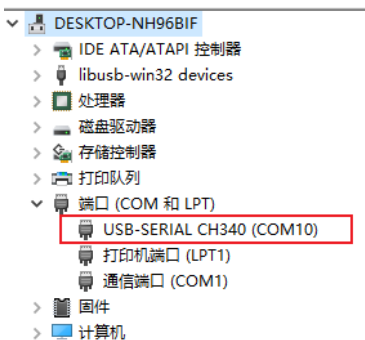 DESKTOP-NH96BIF
IDE ATA/ATAPI 控制器
libusb-win32 devices
处理器
磁盘驱动器
存储控制器
打印队列
端口 (COM 和 LPT)
USB-SERIAL CH340 (COM10)
打印机端口 (LPT1)
通信端口 (COM1)
固件
计算机